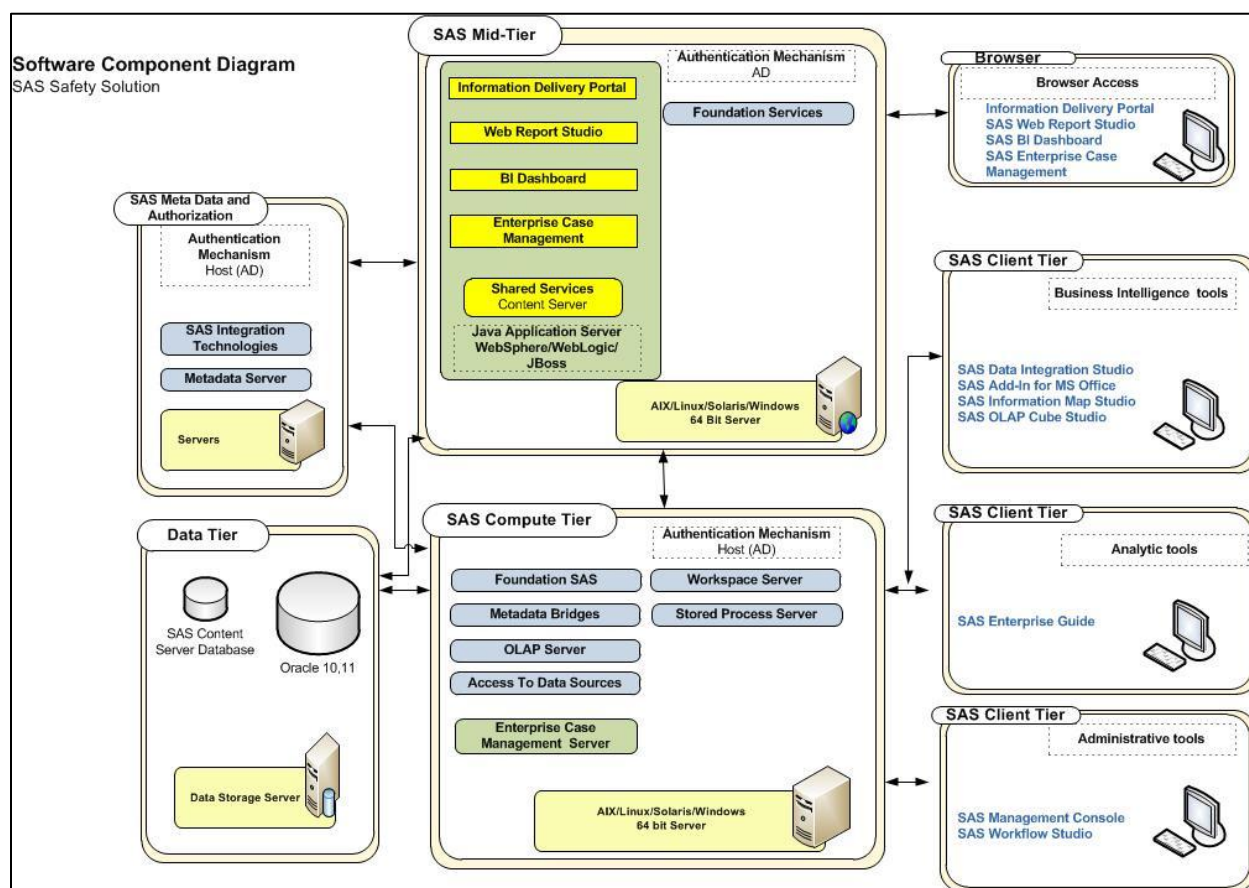 Software Component Diagram
SAS Safety Solution
SAS Mid-Tier
Authentication Mechanism
AD
Information Delivery Portal
Foundation Services
Web Report Studio
BI Dashboard
Enterprise Case
Management
Shared Services
Content Server
Java Application Server
WebSphere/WebLogic/
JBoss
AIX/Linux/Solaris/Windows
64 Bit Server
Browser
Browser Access
Information Delivery Portal
SAS Web Report Studio
SAS BI Dashboard
SAS Enterprise Case
Management
SAS Meta Data and
Authorization
Authentication
Mechanism
Host (AD)
SAS Integration
Technologies
Metadata Server
Servers
SAS Client Tier
Business Intelligence tools
SAS Data Integration Studio
SAS Add-In for MS Office
SAS Information Map Studio
SAS OLAP Cube Studio
Data Tier
SAS Content
Server Database
Oracle 10,11
Data Storage Server
SAS Compute Tier
Authentication Mechanism
Host (AD)
Foundation SAS
Workspace Server
Metadata Bridges
Stored Process Server
OLAP Server
Access To Data Sources
Enterprise Case
Management Server
AIX/Linux/Solaris/Windows
64 bit Server
SAS Client Tier
Analytic tools
SAS Enterprise Guide
SAS Client Tier
Administrative tools
SAS Management Console
SAS Workflow Studio